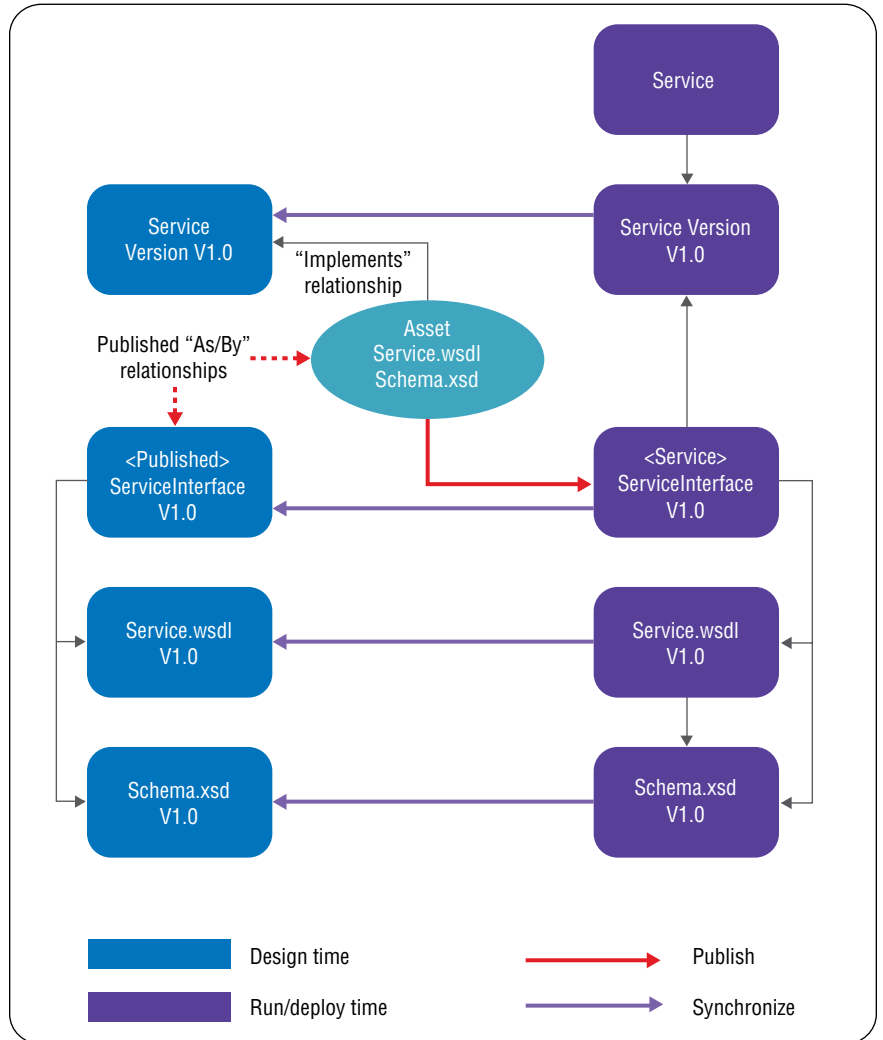 Service
Service
Version V1.0
Service Version
V1.0
“Implements”
relationship
Asset
Service.wsdl
Schema.xsd
Published “As/By”
relationships
<Published>
ServiceInterface
V1.0
<Service>
ServiceInterface
V1.0
Service.wsdl
V1.0
Service.wsdl
V1.0
Schema.xsd
V1.0
Schema.xsd
V1.0
Design time
Publish
Run/deploy time
Synchronize